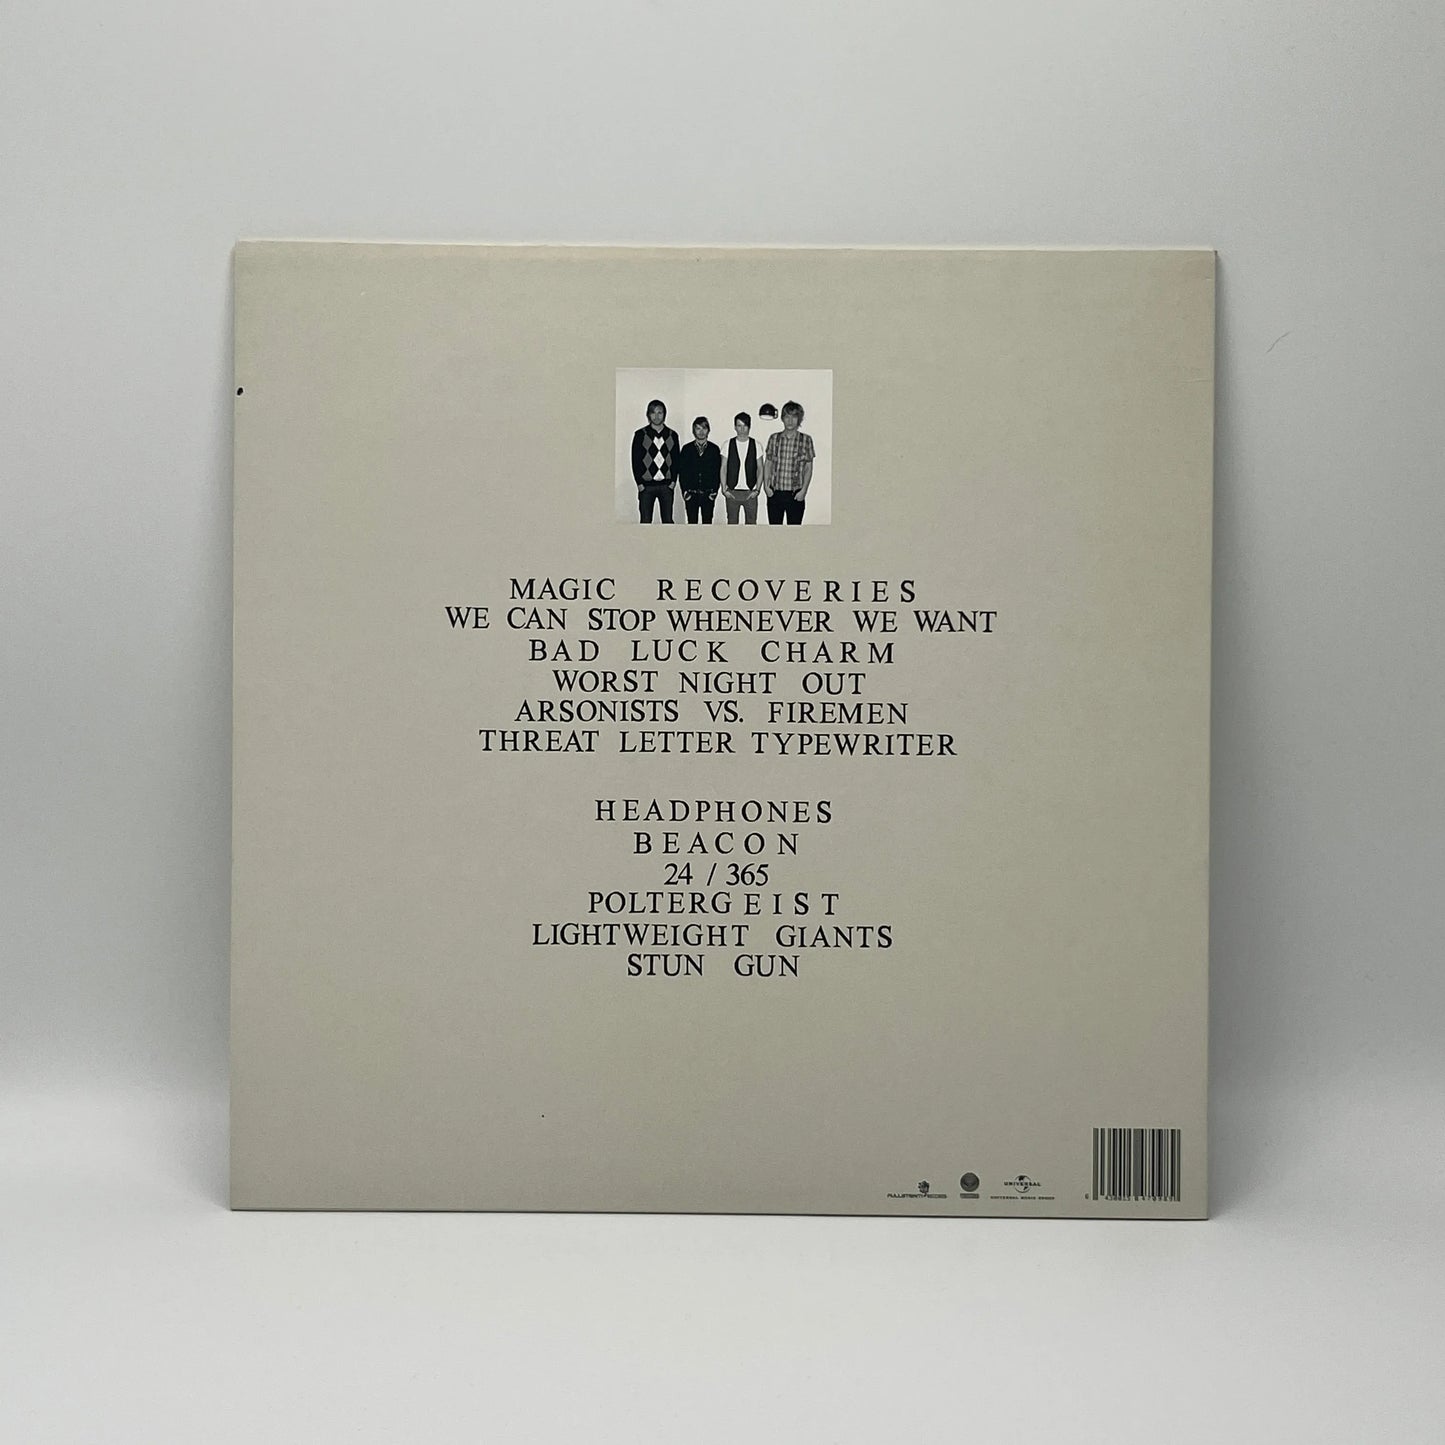 MAGIC RECOVERIES
WE CAN STOP WHENEVER WE WANT
BAD LUCK CHARM
WORST NIGHT OUT
ARSONISTS VS. FIREMEN
THREAT LETTER TYPEWRITER
HEADPHONES
BEACON
24 / 365
POLTERGEIST
LIGHTWEIGHT GIANTS
STUN GUN
UNIVERSAL